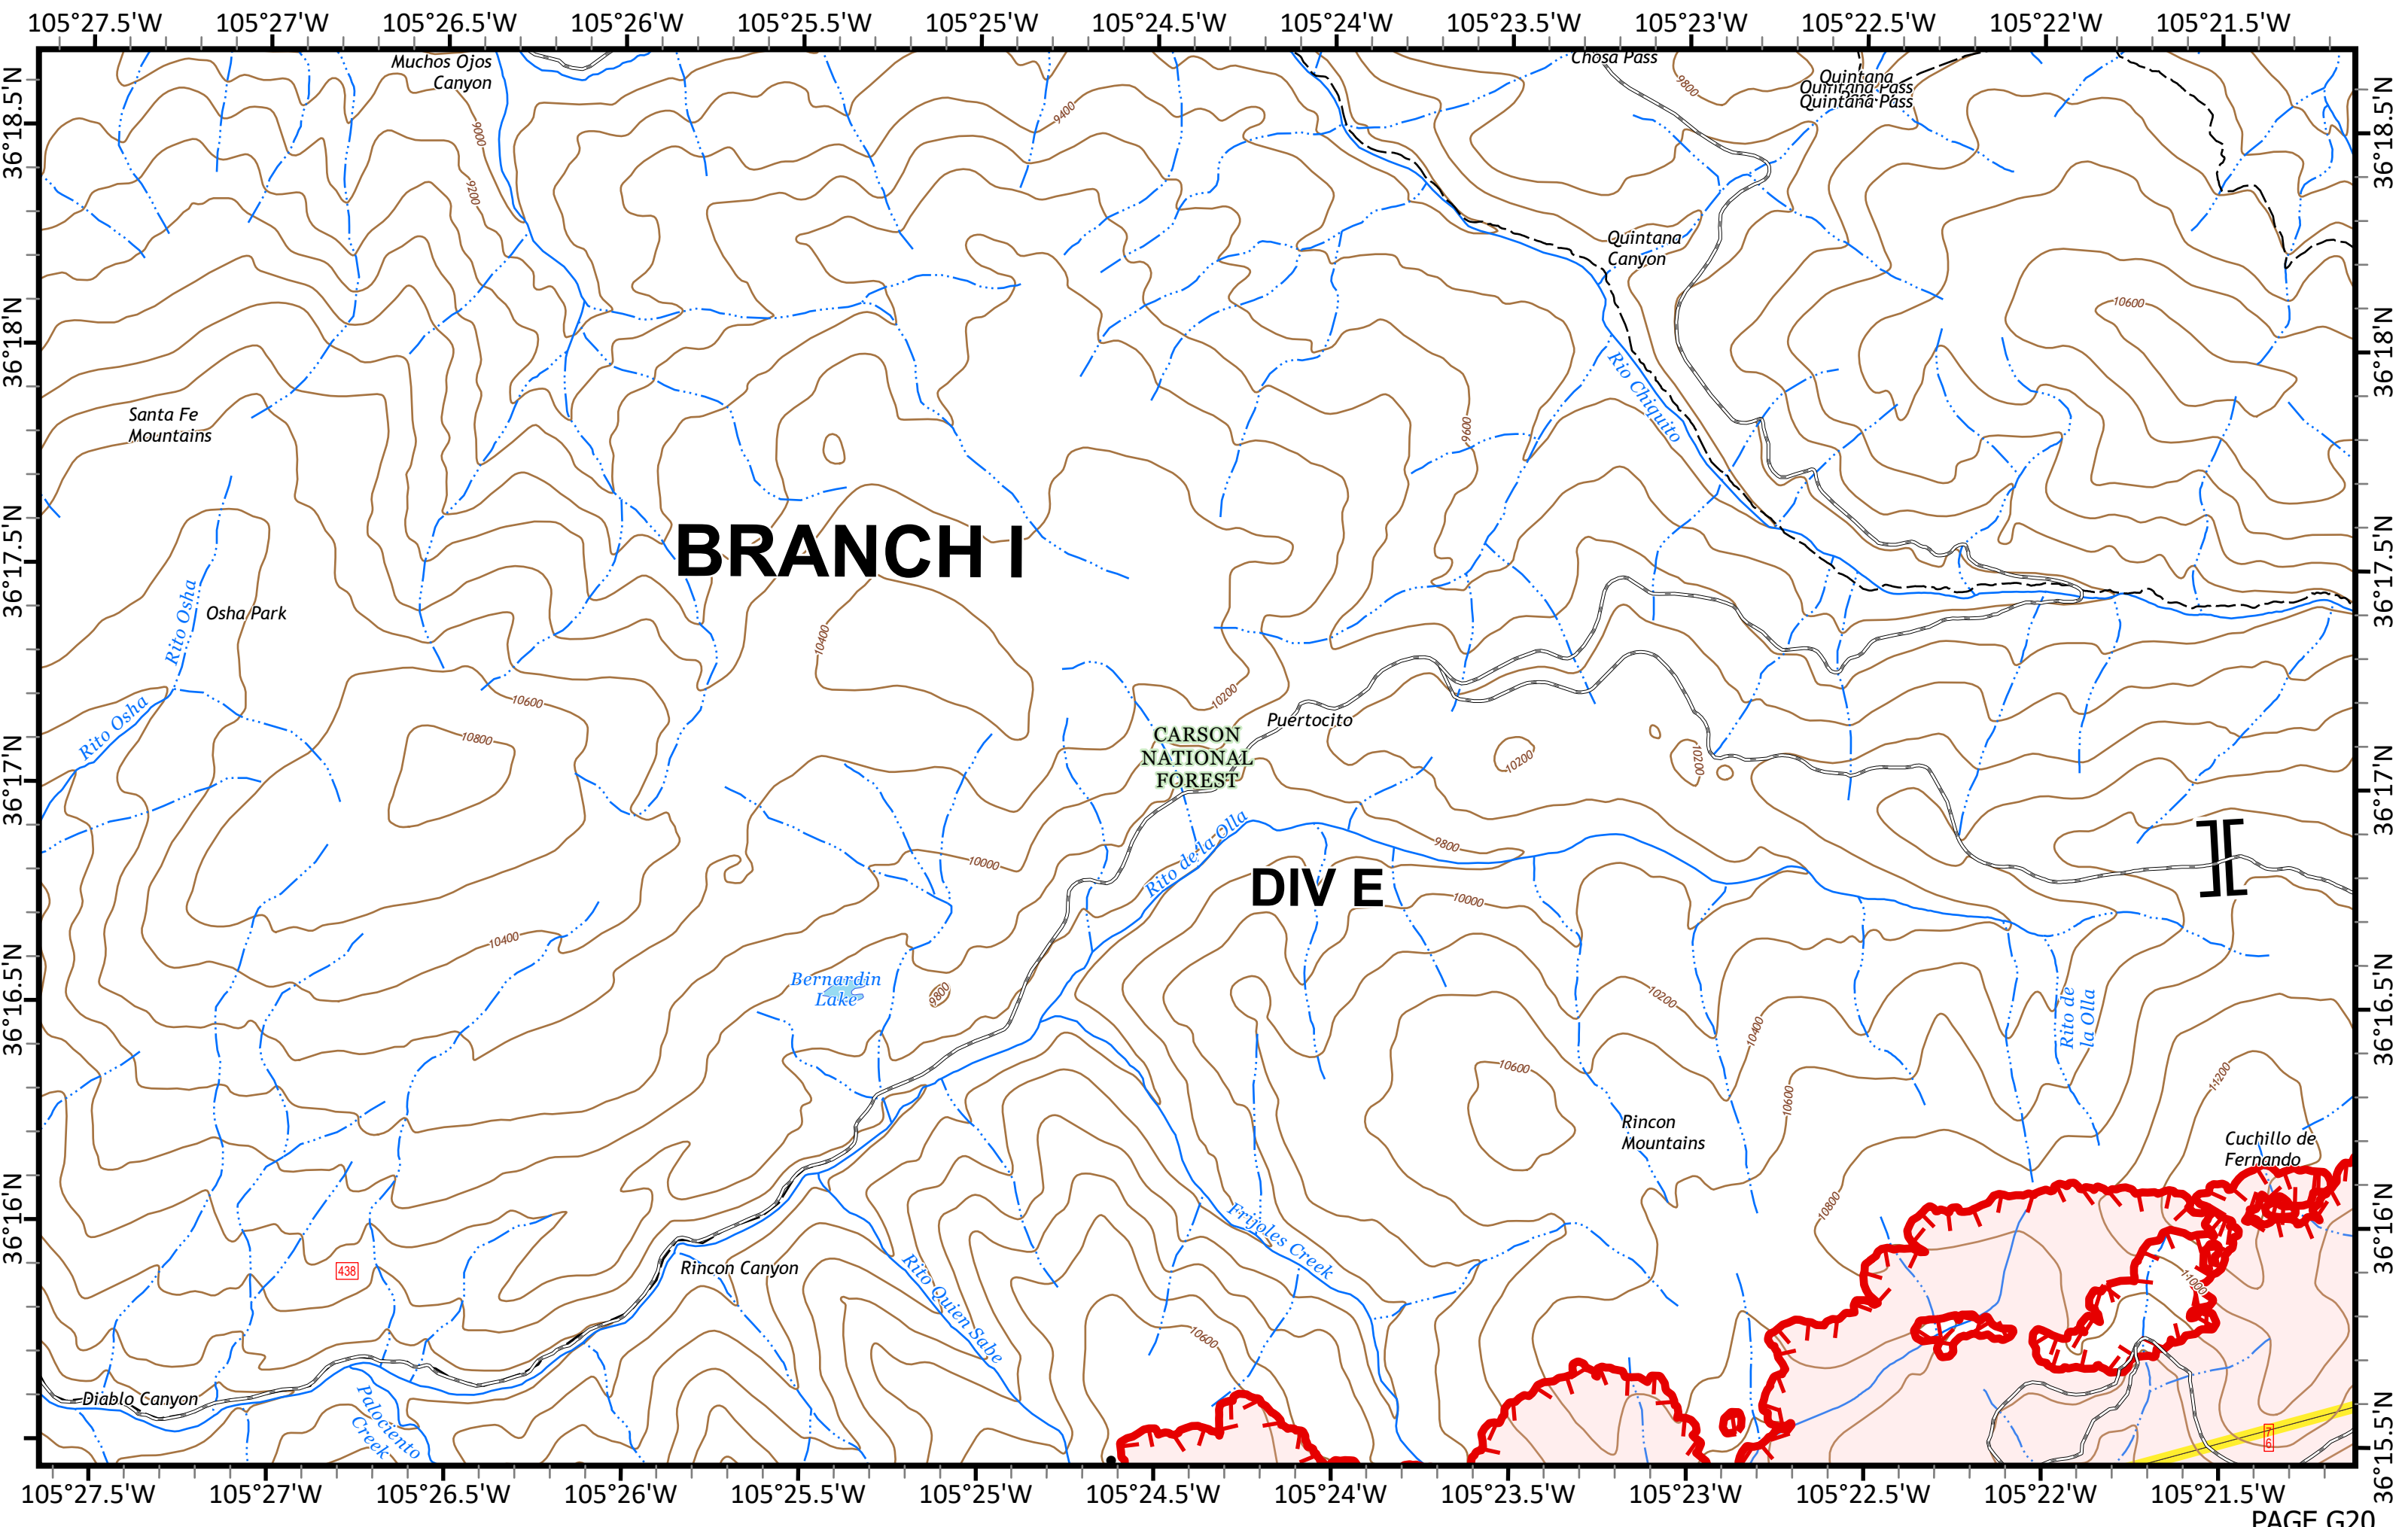 105°27.5'W 105°27'W 105°26.5'W 105°26'W 105°25.5'W 105°25'W 105°24.5'W 105°24'W 105°23.5'W 105°23'W 105°22.5'W 105°22'W 105°21.5'W
Muchos Ojos
Canyon
Chosa Pass
Quintana
Quintana Pass
Quintana Pass
36°18.5'N
36°18.5'N
9000
9200
9400
9800
Quintana
Canyon
10600
36°18'N
36°18'N
Rio Chiquito
Santa Fe
Mountains
9600
36°17.5'N
36°17.5'N
BRANCH I
Rito Osha
Osha Park
10400
Rito Osha
10600
10800
10200
Puertocito
CARSON
NATIONAL
FOREST
10200
10200
36°17'N
36°17'N
Rito de la Olla
9800
10000
DIV E
10000
10400
Bernardin
Lake
9800
10200
10400
Rito de
la Olla
36°16.5'N
36°16.5'N
10600
10600
11200
Rincon
Mountains
Cuchillo de
Fernando
36°16'N
36°16'N
10800
Frijoles Creek
438
Rincon Canyon
Rito Quien Sabe
11000
10600
Diablo Canyon
Palociento
Creek
7
6
36°15.5'N
105°27.5'W 105°27'W 105°26.5'W 105°26'W 105°25.5'W 105°25'W 105°24.5'W 105°24'W 105°23.5'W 105°23'W 105°22.5'W 105°22'W 105°21.5'W
PAGE G20